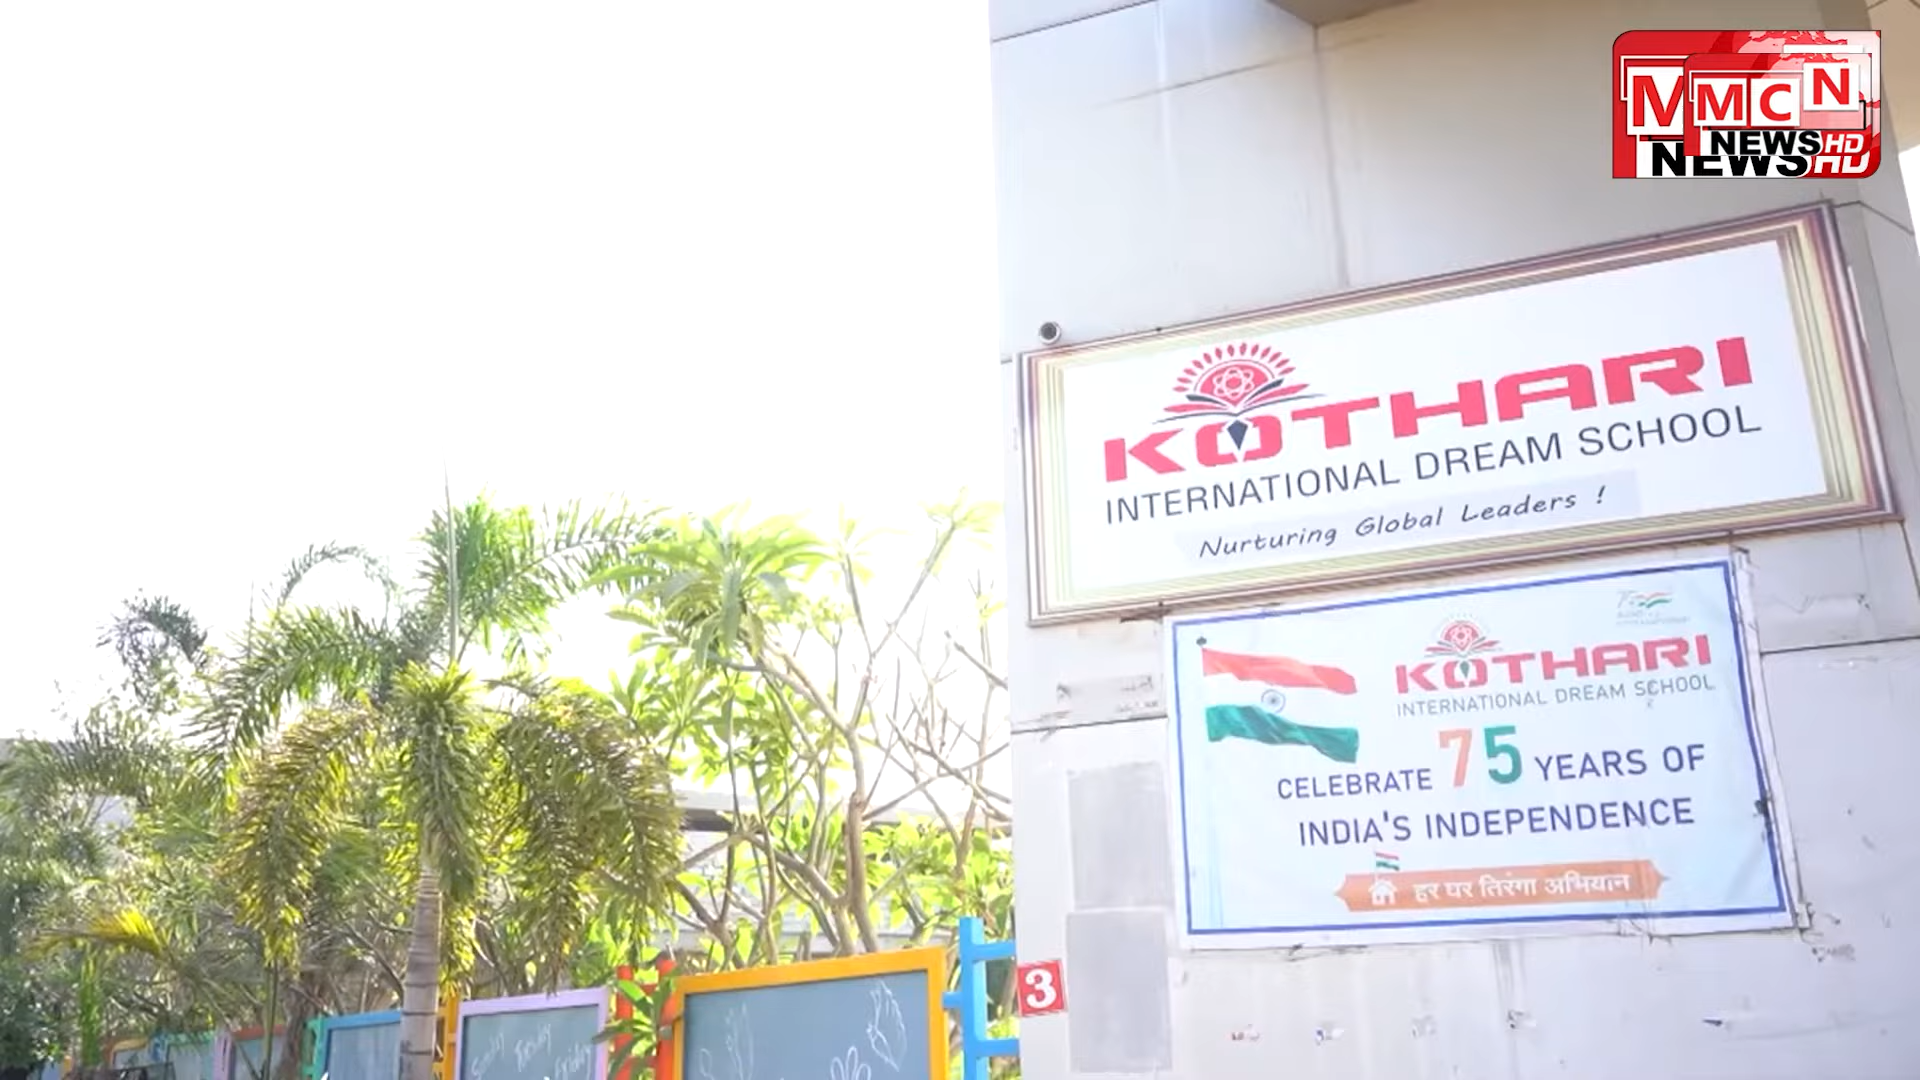 MMCN
NEWS HD
KOTHARI
INTERNATIONAL DREAM SCHOOL
Nurturing Global Leaders !
KOTHARI
INTERNATIONAL DREAM SCHOOL
CELEBRATE 75 YEARS OF
INDIA'S INDEPENDENCE
हर घर तिरंगा अभियान
3